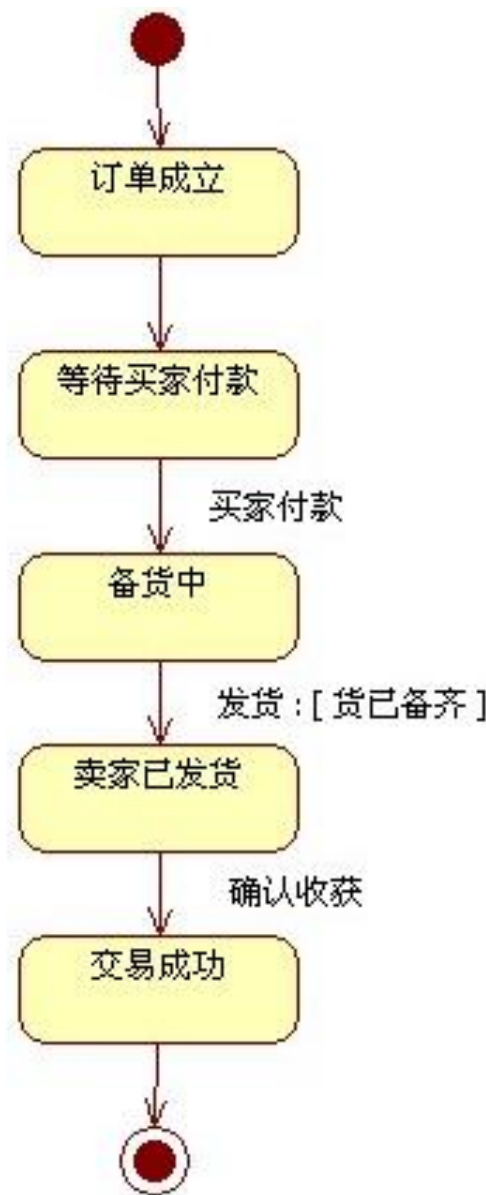 订单成立
等待买家付款
买家付款
备货中
发货 : [ 货已备齐 ]
卖家已发货
确认收获
交易成功